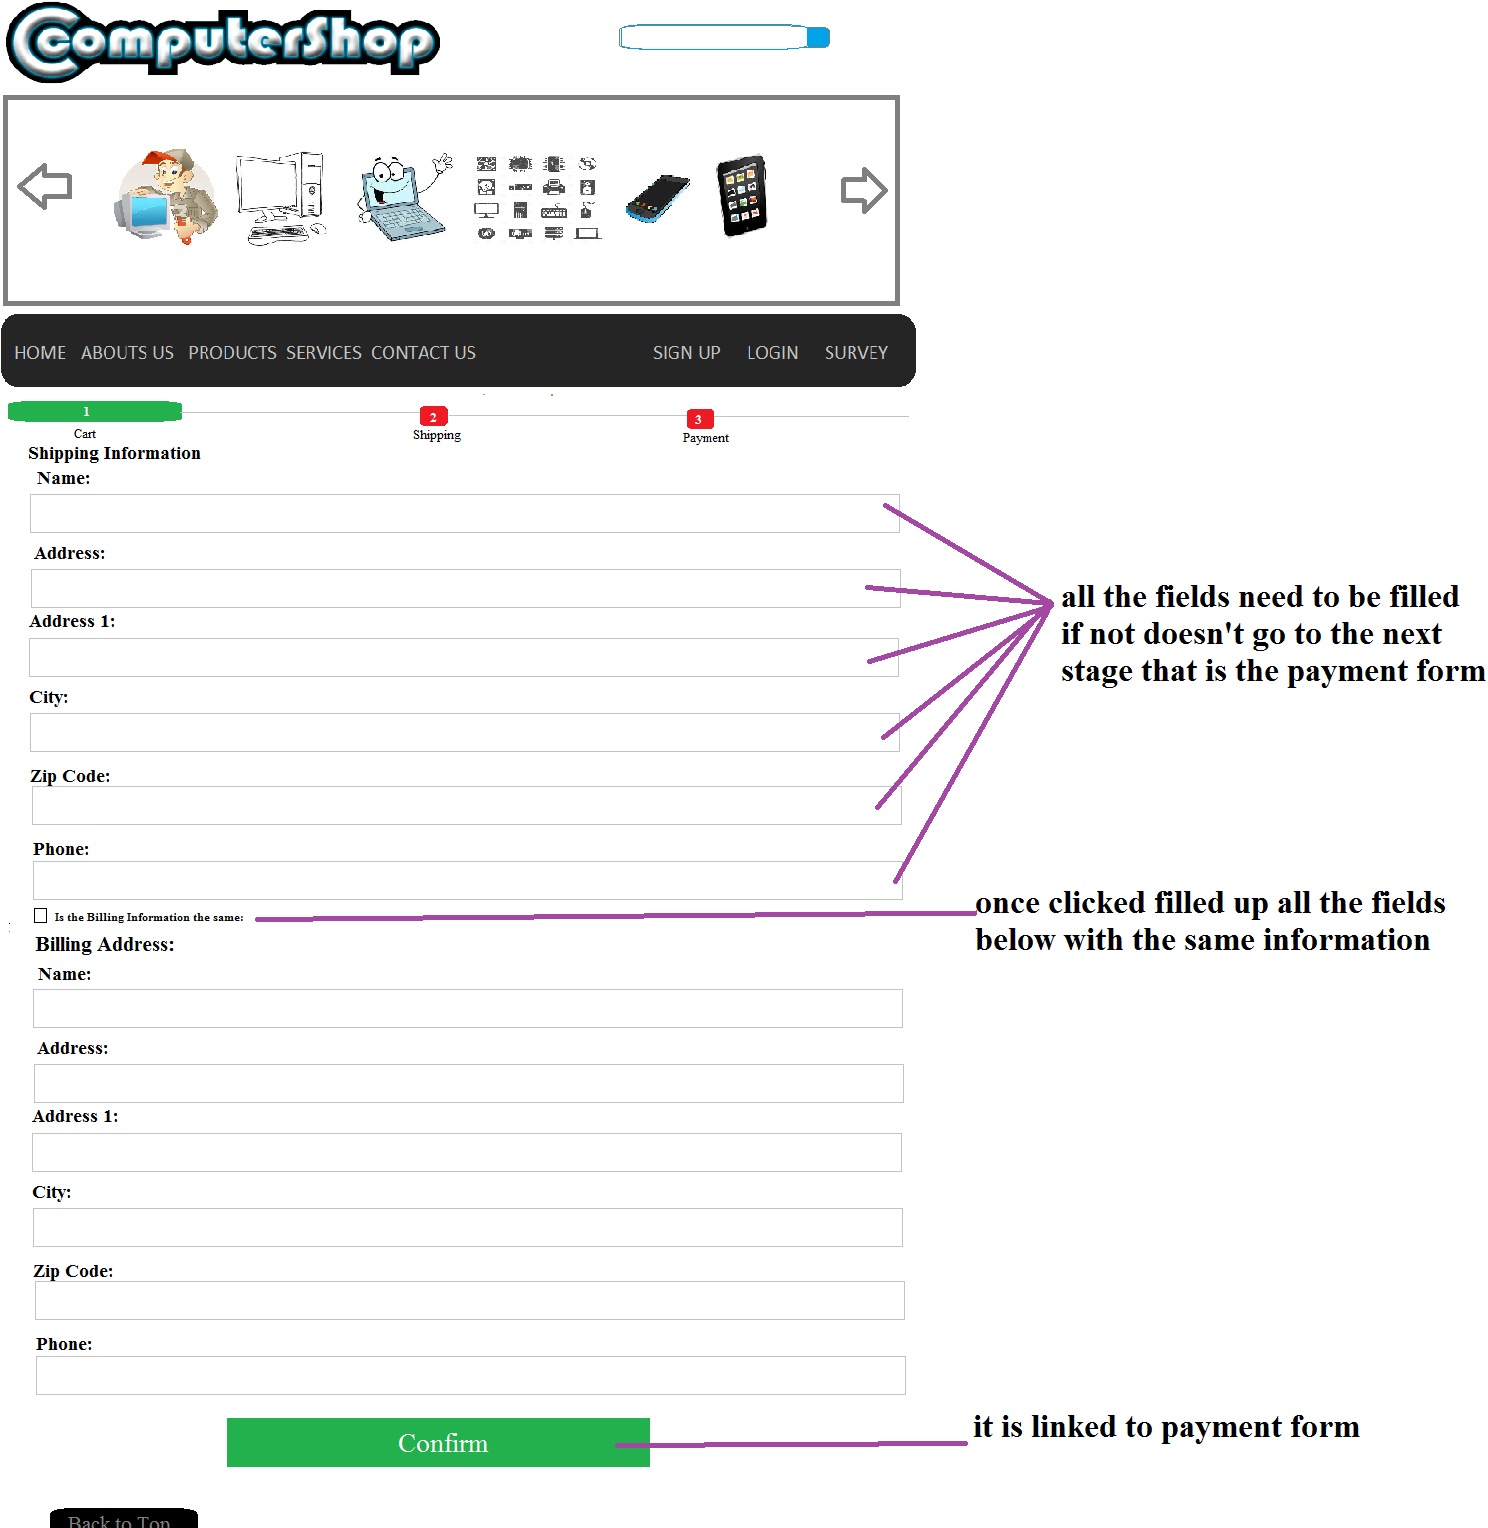 ComputerShop
HOME ABOUTS US PRODUCTS SERVICES CONTACT US SIGN UP LOGIN SURVEY
1 2 3
Cart Shipping Payment
Shipping Information
Name:
Address:
all the fields need to be filled
if not doesn't go to the next
stage that is the payment form
Address 1:
City:
Zip Code:
Phone:
Is the Billing Information the same:
once clicked filled up all the fields
below with the same information
Billing Address:
Name:
Address:
Address 1:
City:
Zip Code:
Phone:
Confirm
it is linked to payment form
Back to Top